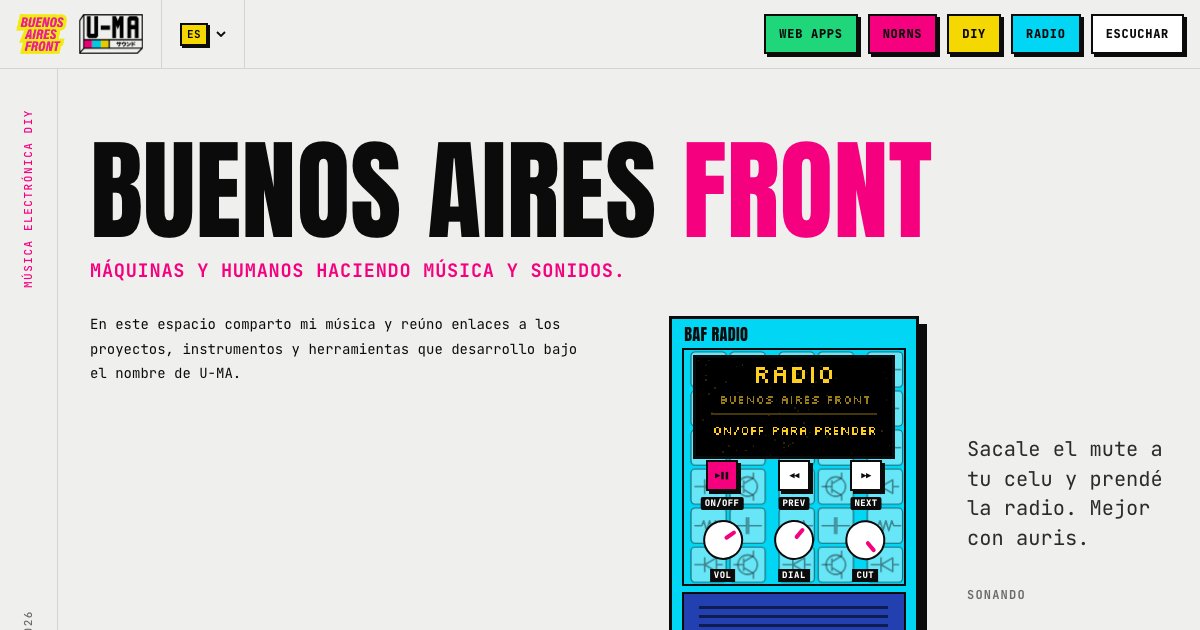 BUENOS
AIRES
FRONT
U-MA
サウンド
ES
WEB APPS
NORNS
DIY
RADIO
ESCUCHAR
MÚSICA ELECTRÓNICA DIY
BUENOS AIRES FRONT
MÁQUINAS Y HUMANOS HACIENDO MÚSICA Y SONIDOS.
En este espacio comparto mi música y reúno enlaces a los
proyectos, instrumentos y herramientas que desarrollo bajo
el nombre de U-MA.
BAF RADIO
RADIO
BUENOS AIRES FRONT
ON/OFF PARA PRENDER
ON/OFF
PREV
NEXT
VOL
DIAL
CUT
Sacale el mute a
tu celu y prendé
la radio. Mejor
con auris.
SONANDO